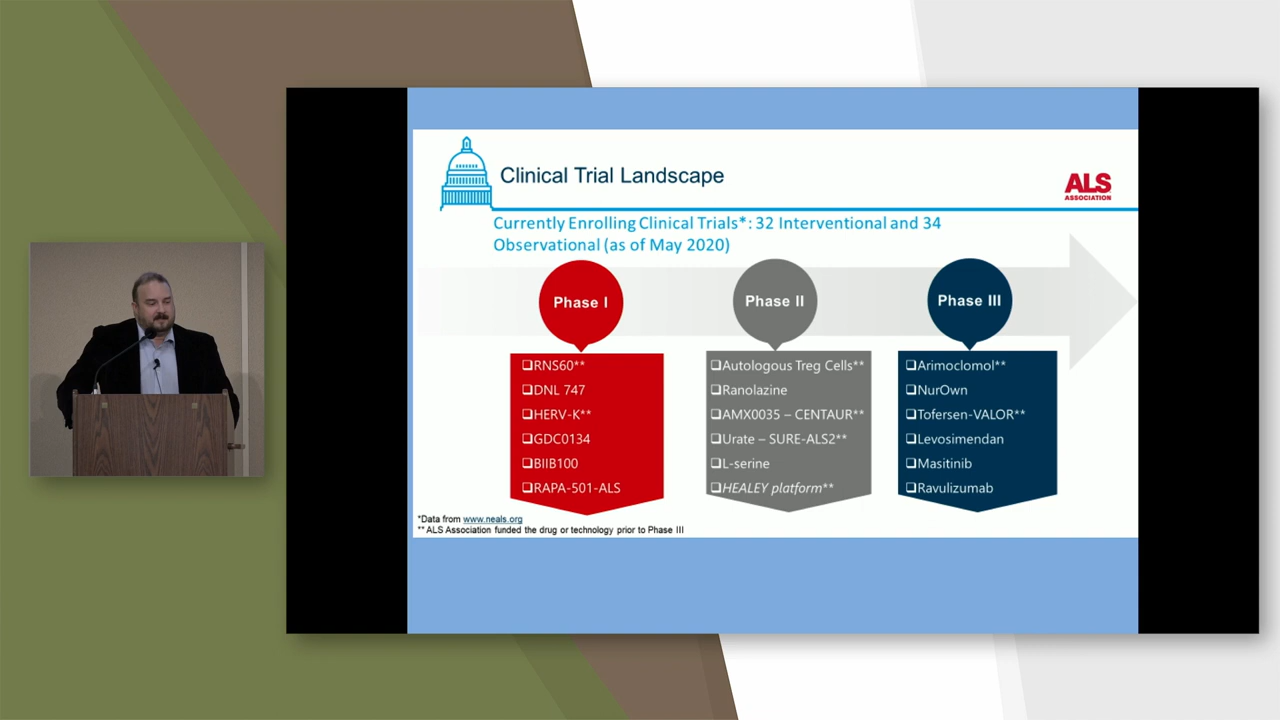 Clinical Trial Landscape
ALS
ASSOCIATION
Currently Enrolling Clinical Trials*: 32 Interventional and 34
Observational (as of May 2020)
Phase I
Phase II
Phase III
RNS60**
DNL 747
HERV-K**
GDC0134
BIIB100
RAPA-501-ALS
Autologous Treg Cells**
Ranolazine
AMX0035 – CENTAUR**
Urate – SURE-ALS2**
L-serine
HEALEY platform**
Arimoclomol**
NurOwn
Tofersen-VALOR**
Levosimendan
Masitinib
Ravulizumab
*Data from www.neals.org
** ALS Association funded the drug or technology prior to Phase III